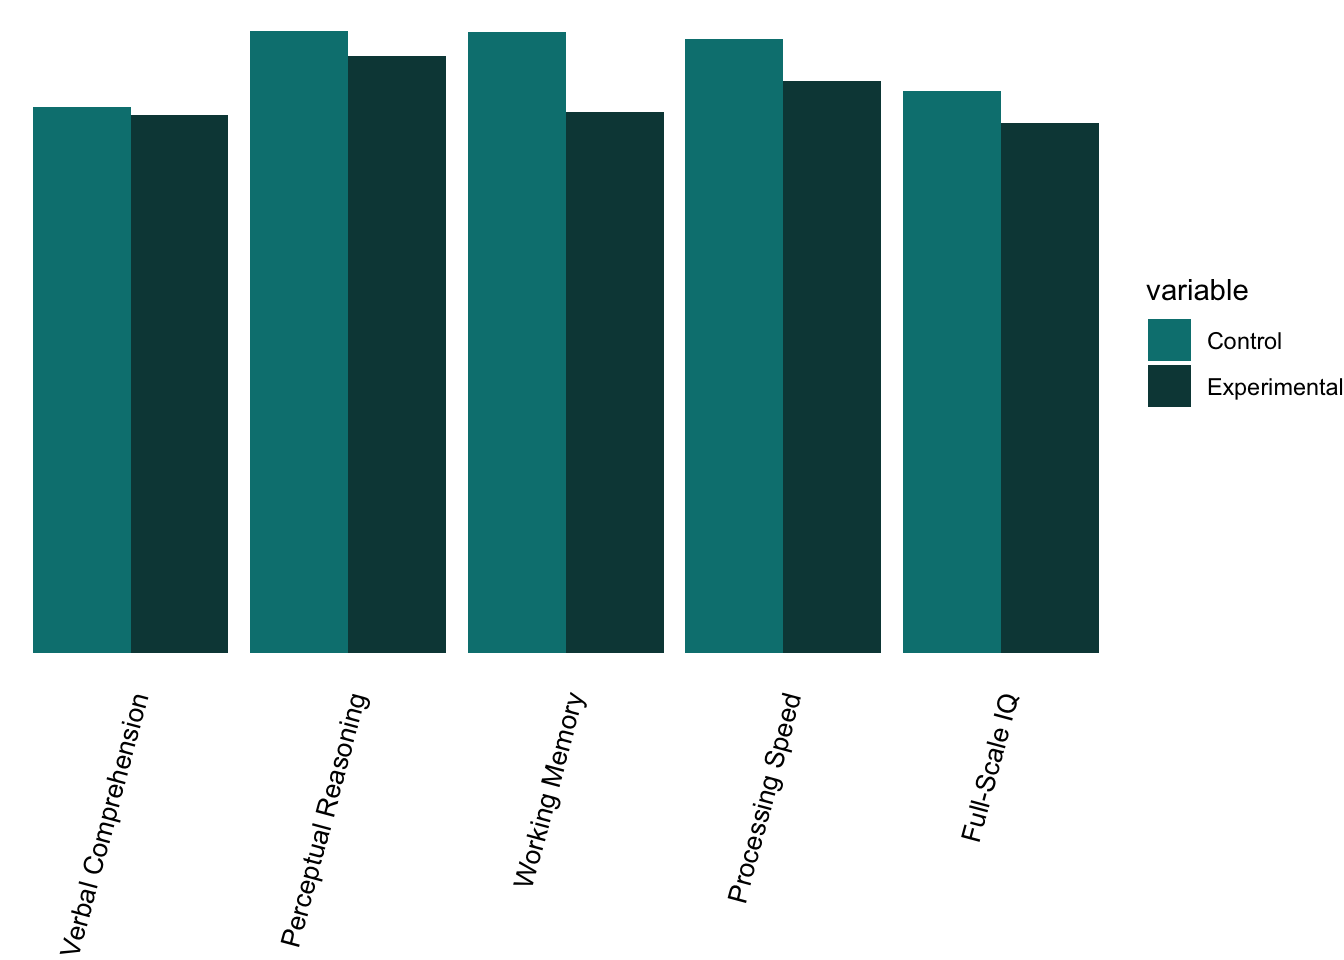 variable
Control
Experimental
Verbal Comprehension
Perceptual Reasoning
Working Memory
Processing Speed
Full-Scale IQ